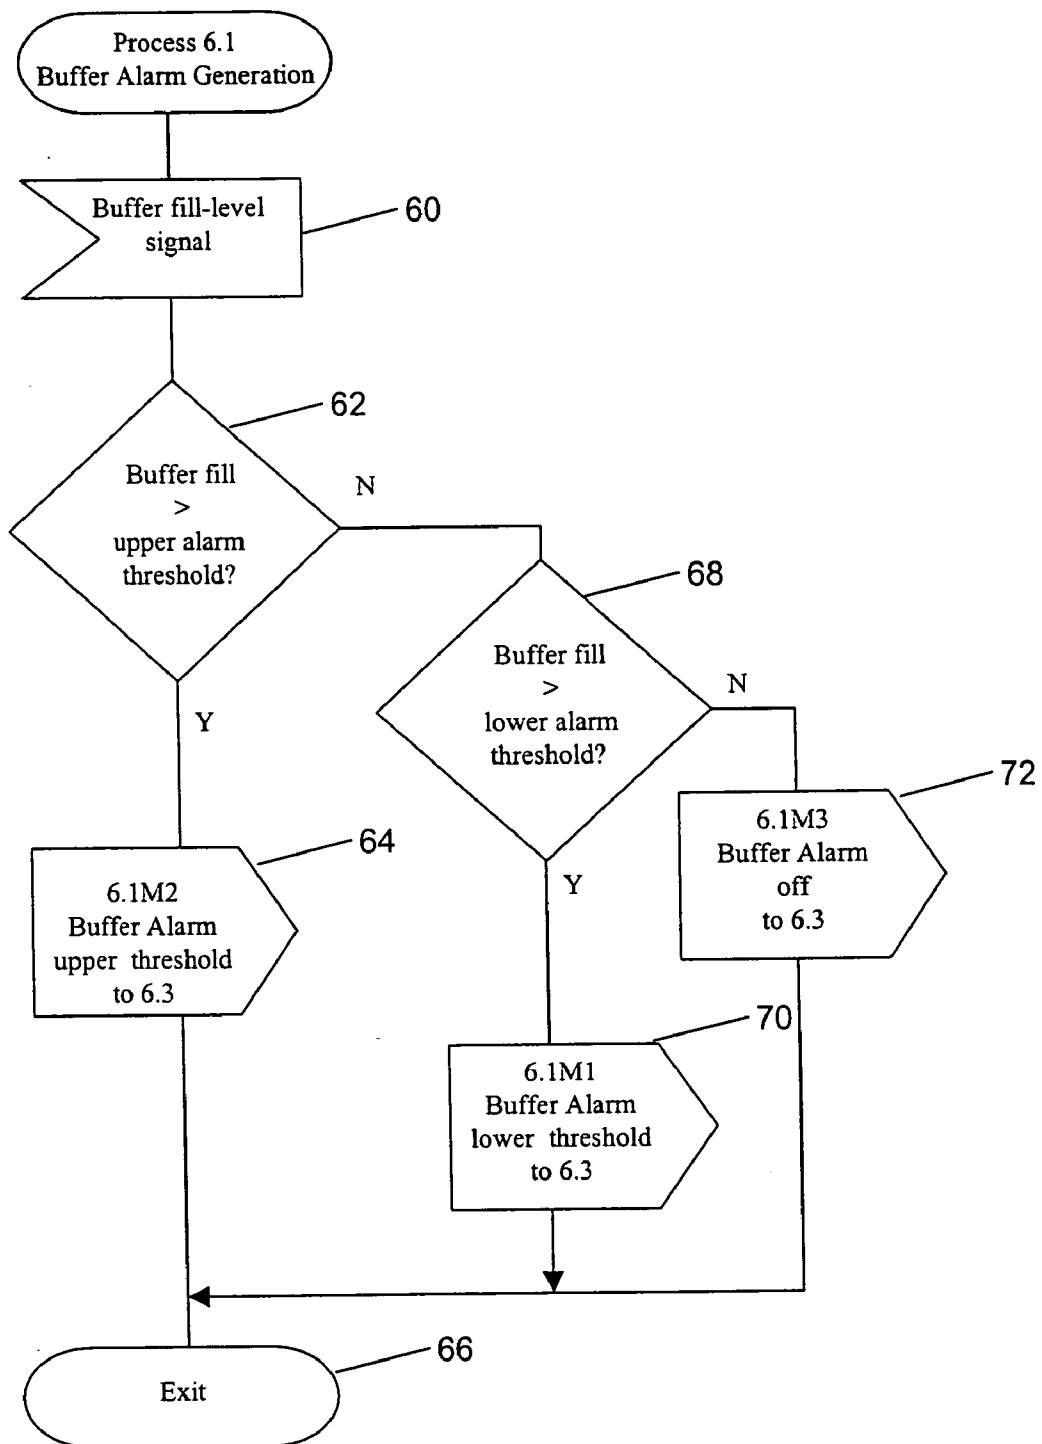 Process 6.1
Buffer Alarm Generation
Buffer fill-level
signal
60
62
Buffer fill
>
upper alarm
threshold?
N
Y
68
Buffer fill
>
lower alarm
threshold?
N
Y
72
6.1M3
Buffer Alarm
off
to 6.3
64
6.1M2
Buffer Alarm
upper threshold
to 6.3
70
6.1M1
Buffer Alarm
lower threshold
to 6.3
66
Exit